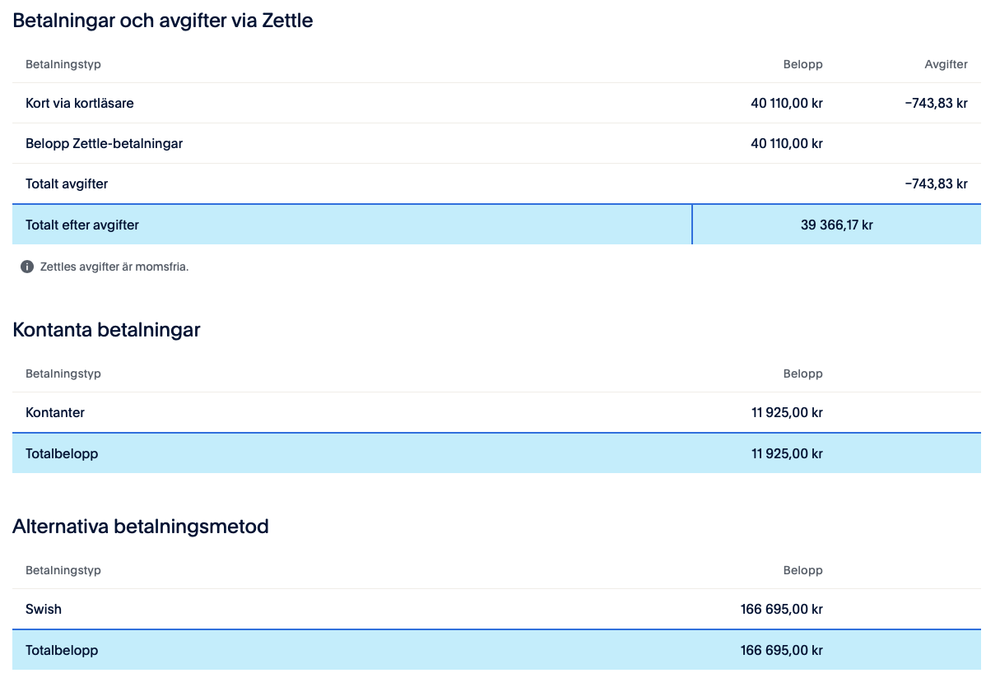 Betalningar och avgifter via Zettle
Betalningstyp Belopp Avgifter
Kort via kortläsare 40 110,00 kr −743,83 kr
Belopp Zettle-betalningar 40 110,00 kr
Totalt avgifter −743,83 kr
Totalt efter avgifter 39 366,17 kr
Zettles avgifter är momsfria.
Kontanta betalningar
Betalningstyp Belopp
Kontanter 11 925,00 kr
Totalbelopp 11 925,00 kr
Alternativa betalningsmetod
Betalningstyp Belopp
Swish 166 695,00 kr
Totalbelopp 166 695,00 kr